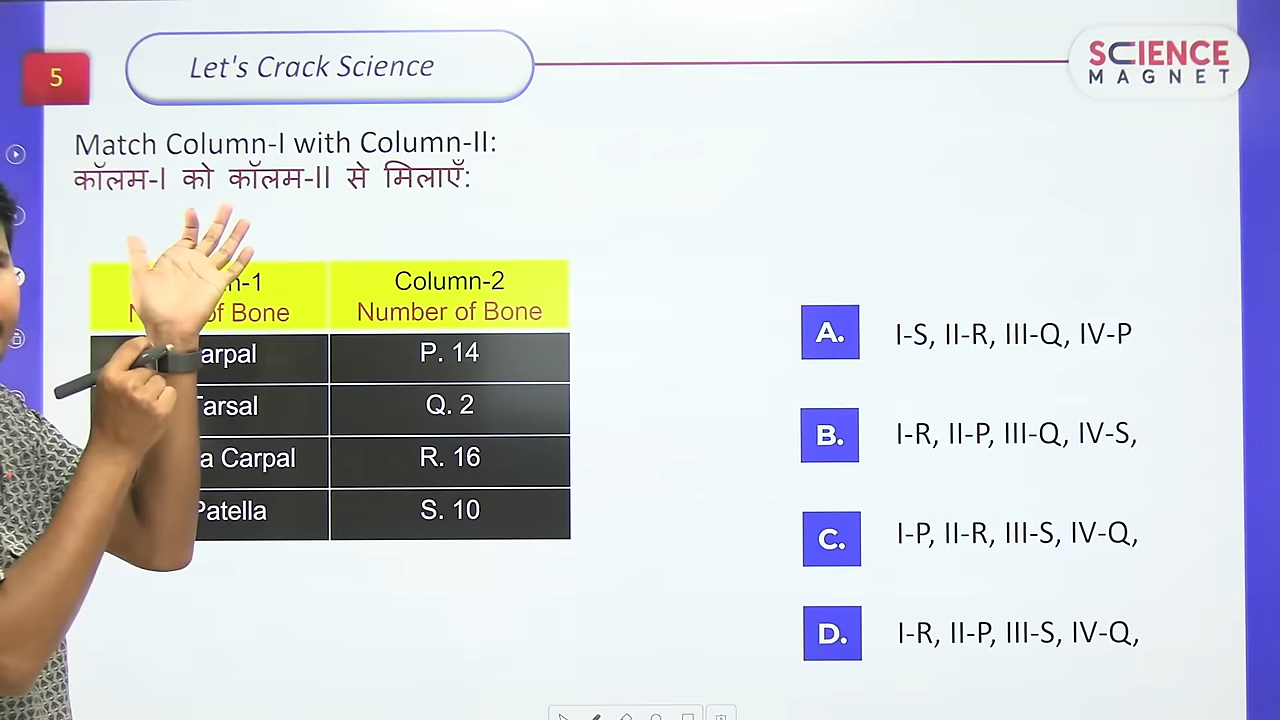 5
Let's Crack Science
SCIENCE
MAGNET
Match Column-I with Column-II:
कॉलम-I को कॉलम-II से मिलाएँ:
Column-2
of Bone
Number of Bone
P. 14
Q. 2
Carpal
R. 16
Patella
S. 10
A. I-S, II-R, III-Q, IV-P
B. I-R, II-P, III-Q, IV-S,
C. I-P, II-R, III-S, IV-Q,
D. I-R, II-P, III-S, IV-Q,